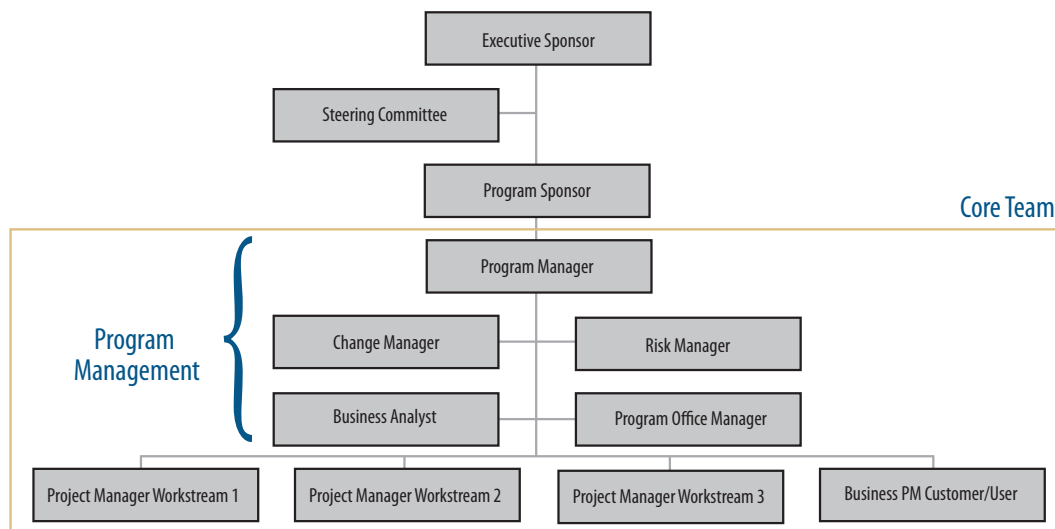 Executive Sponsor
Steering Committee
Program Sponsor
Core Team
Program Manager
Program
Management
Change Manager
Risk Manager
Business Analyst
Program Office Manager
Project Manager Workstream 1
Project Manager Workstream 2
Project Manager Workstream 3
Business PM Customer/User